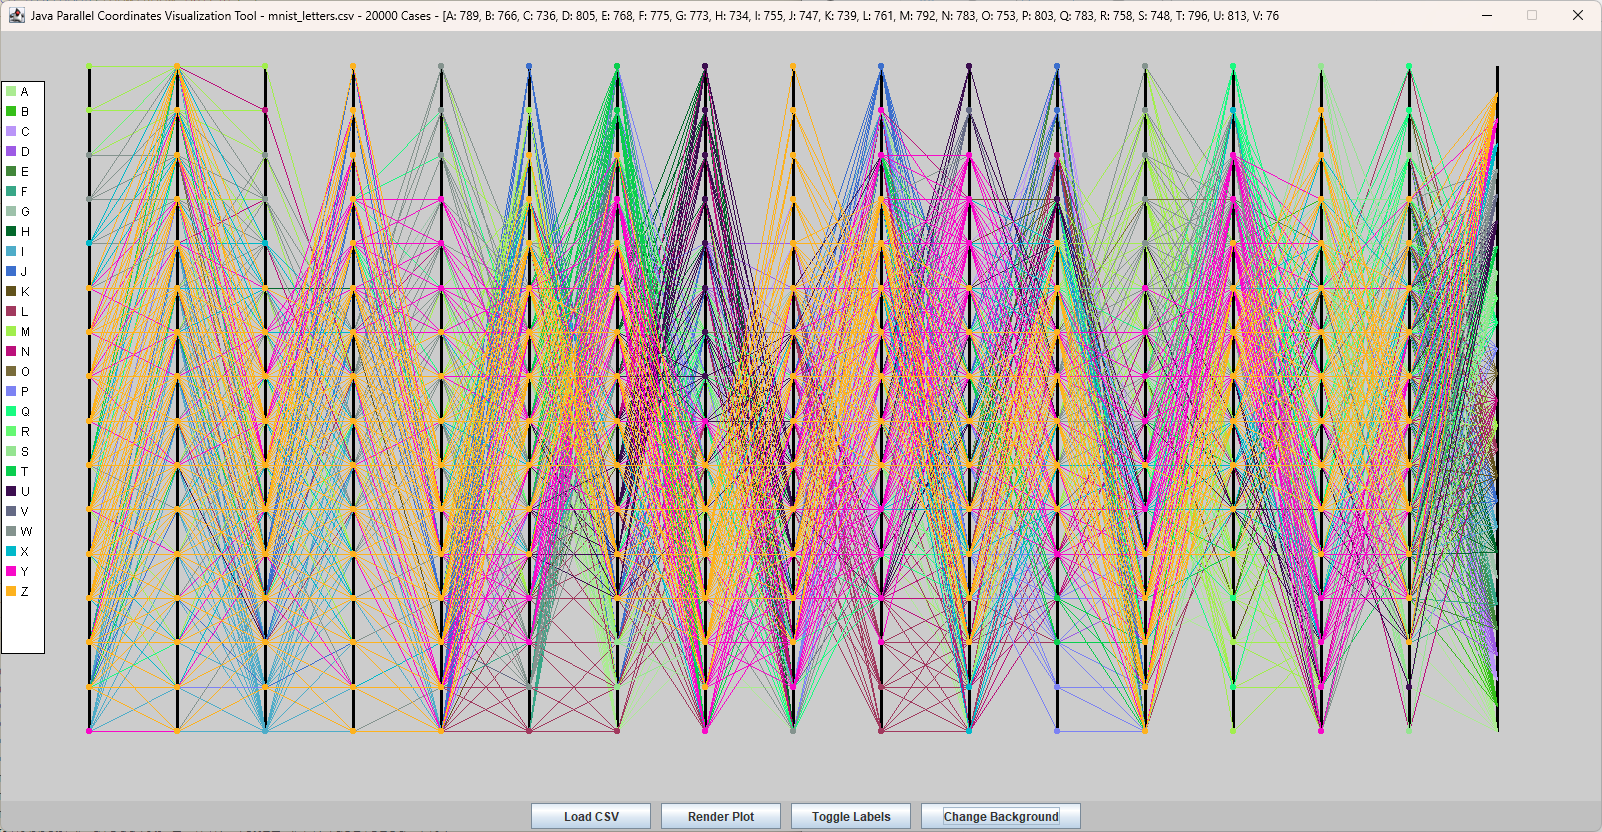 Java Parallel Coordinates Visualization Tool - mnist_letters.csv - 20000 Cases - [A: 789, B: 766, C: 736, D: 805, E: 768, F: 775, G: 773, H: 734, I: 755, J: 747, K: 739, L: 761, M: 792, N: 783, O: 753, P: 803, Q: 783, R: 758, S: 748, T: 796, U: 813, V: 76
A
B
C
D
E
F
G
H
I
J
K
L
M
N
O
P
Q
R
S
T
U
V
W
X
Y
Z
Load CSV
Render Plot
Toggle Labels
Change Background